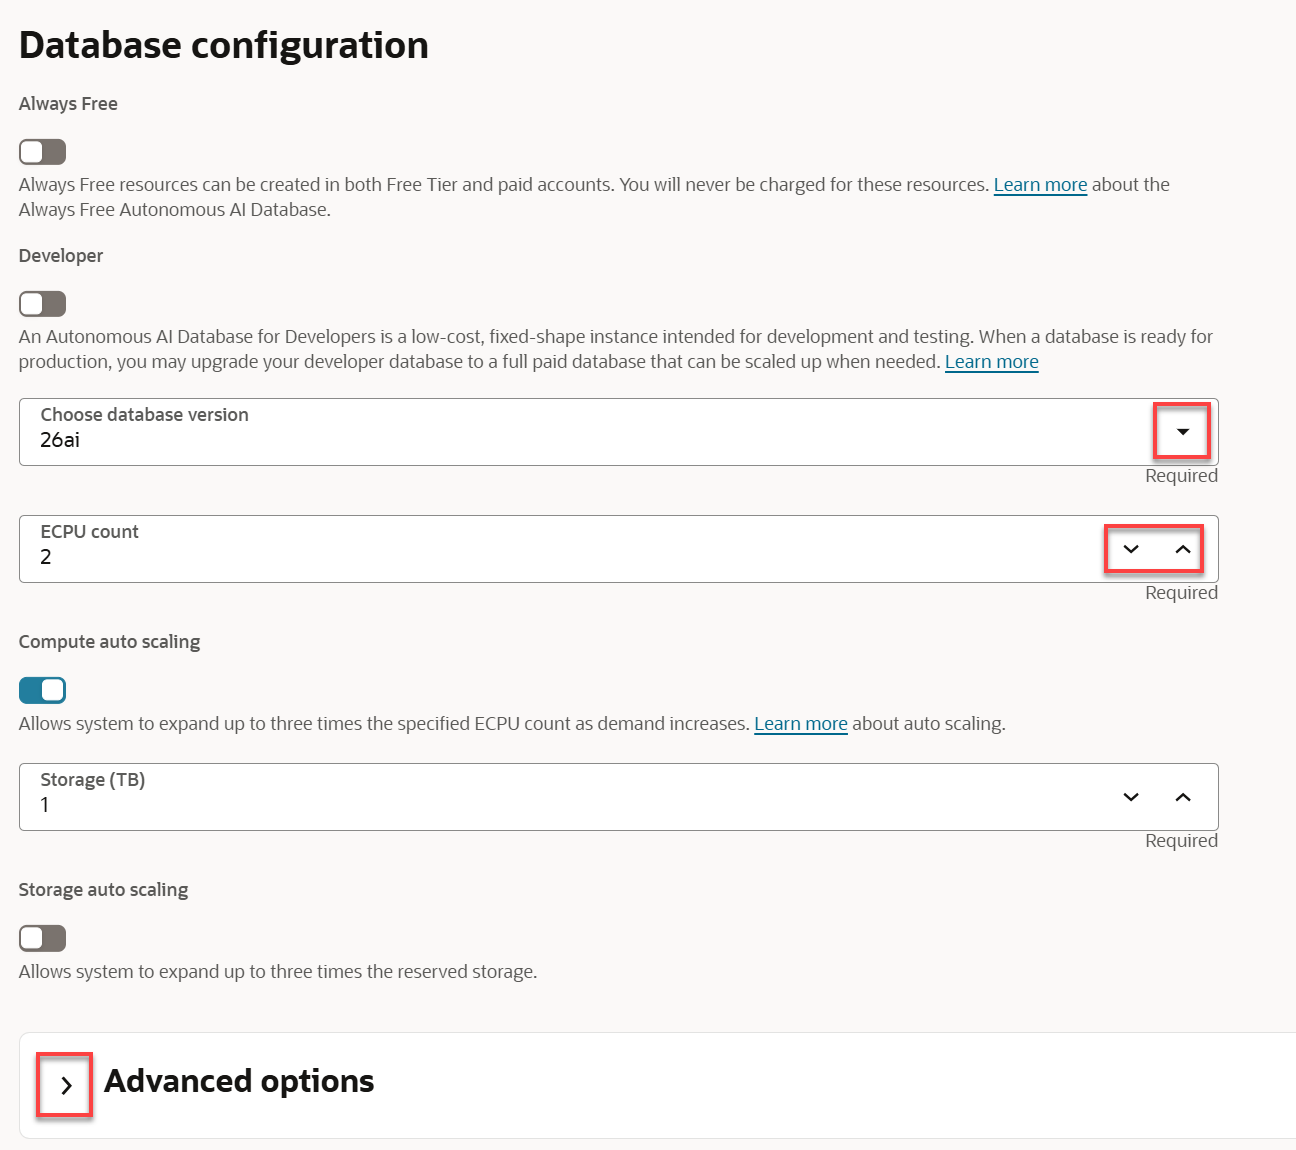 Database configuration
Always Free
Always Free resources can be created in both Free Tier and paid accounts. You will never be charged for these resources. Learn more about the
Always Free Autonomous AI Database.
Developer
An Autonomous AI Database for Developers is a low-cost, fixed-shape instance intended for development and testing. When a database is ready for
production, you may upgrade your developer database to a full paid database that can be scaled up when needed. Learn more
Choose database version
26ai
Required
ECPU count
2
Required
Compute auto scaling
Allows system to expand up to three times the specified ECPU count as demand increases. Learn more about auto scaling.
Storage (TB)
1
Required
Storage auto scaling
Allows system to expand up to three times the reserved storage.
Advanced options